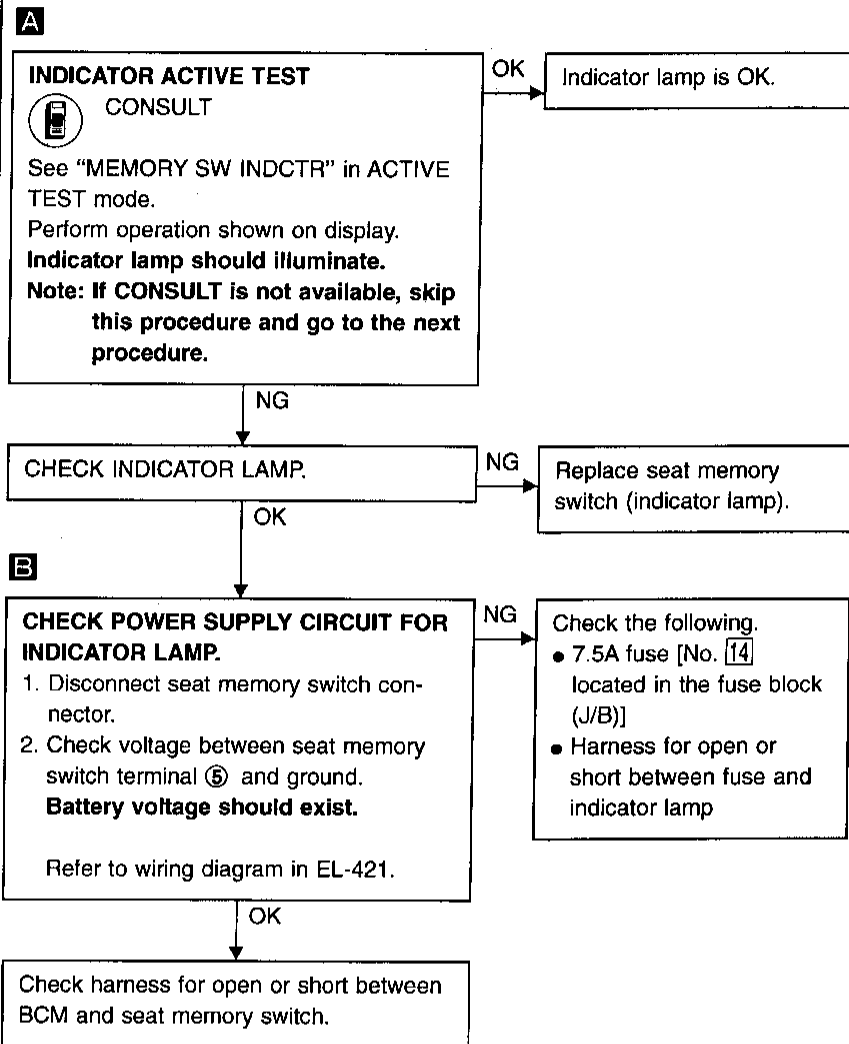 A
INDICATOR ACTIVE TEST
CONSULT
See “MEMORY SW INDCTR” in ACTIVE
TEST mode.
Perform operation shown on display.
Indicator lamp should illuminate.
Note: If CONSULT is not available, skip
this procedure and go to the next
procedure.
OK
Indicator lamp is OK.
NG
CHECK INDICATOR LAMP.
NG
Replace seat memory
switch (indicator lamp).
OK
B
CHECK POWER SUPPLY CIRCUIT FOR
INDICATOR LAMP.
1. Disconnect seat memory switch con-
nector.
2. Check voltage between seat memory
switch terminal ⑤ and ground.
Battery voltage should exist.
Refer to wiring diagram in EL-421.
NG
Check the following.
● 7.5A fuse [No. 14
located in the fuse block
(J/B)]
● Harness for open or
short between fuse and
indicator lamp
OK
Check harness for open or short between
BCM and seat memory switch.